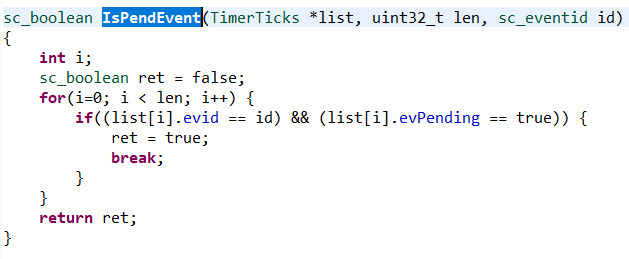 sc_boolean IsPendEvent(TimerTicks *list, uint32_t len, sc_eventid id)
{
    int i;
    sc_boolean ret = false;
    for(i=0; i < len; i++) {
        if((list[i].evid == id) && (list[i].evPending == true)) {
            ret = true;
            break;
        }
    }
    return ret;
}